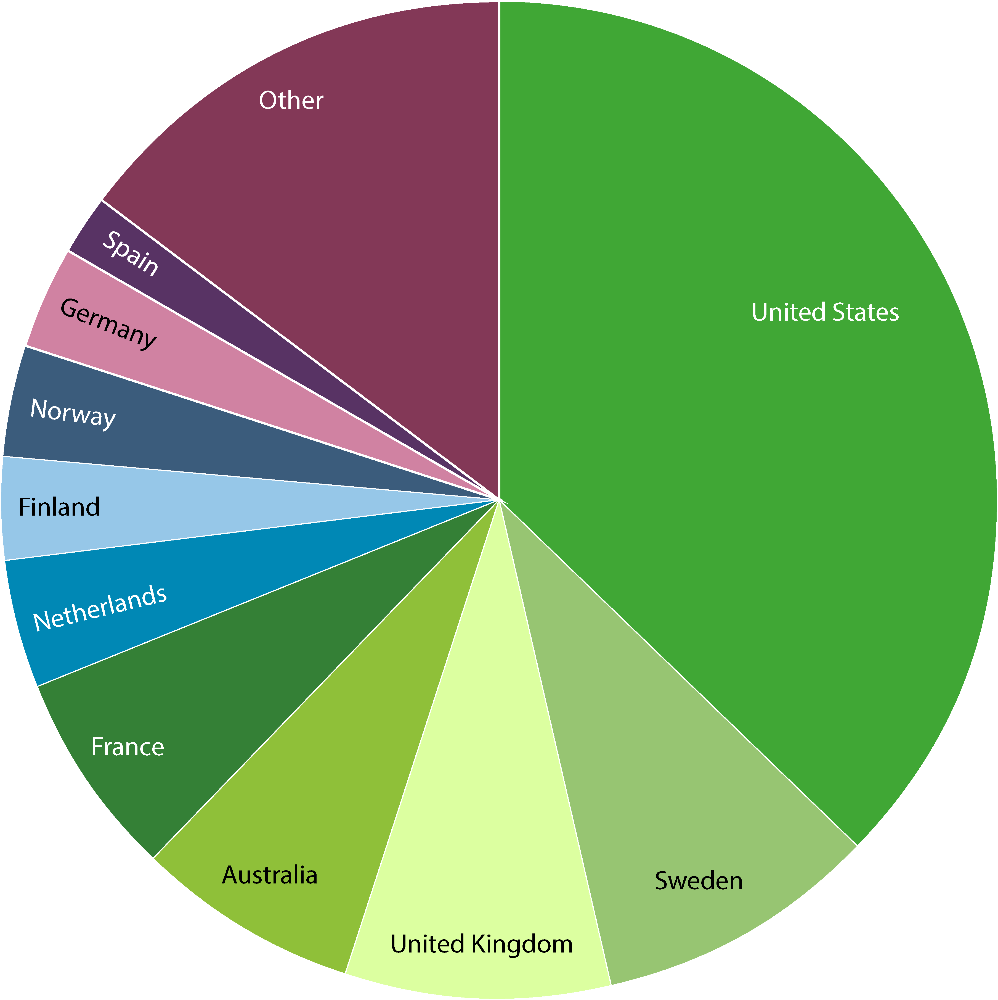 Other
United States
Spain
Germany
Norway
Finland
Netherlands
France
Australia
Sweden
United Kingdom